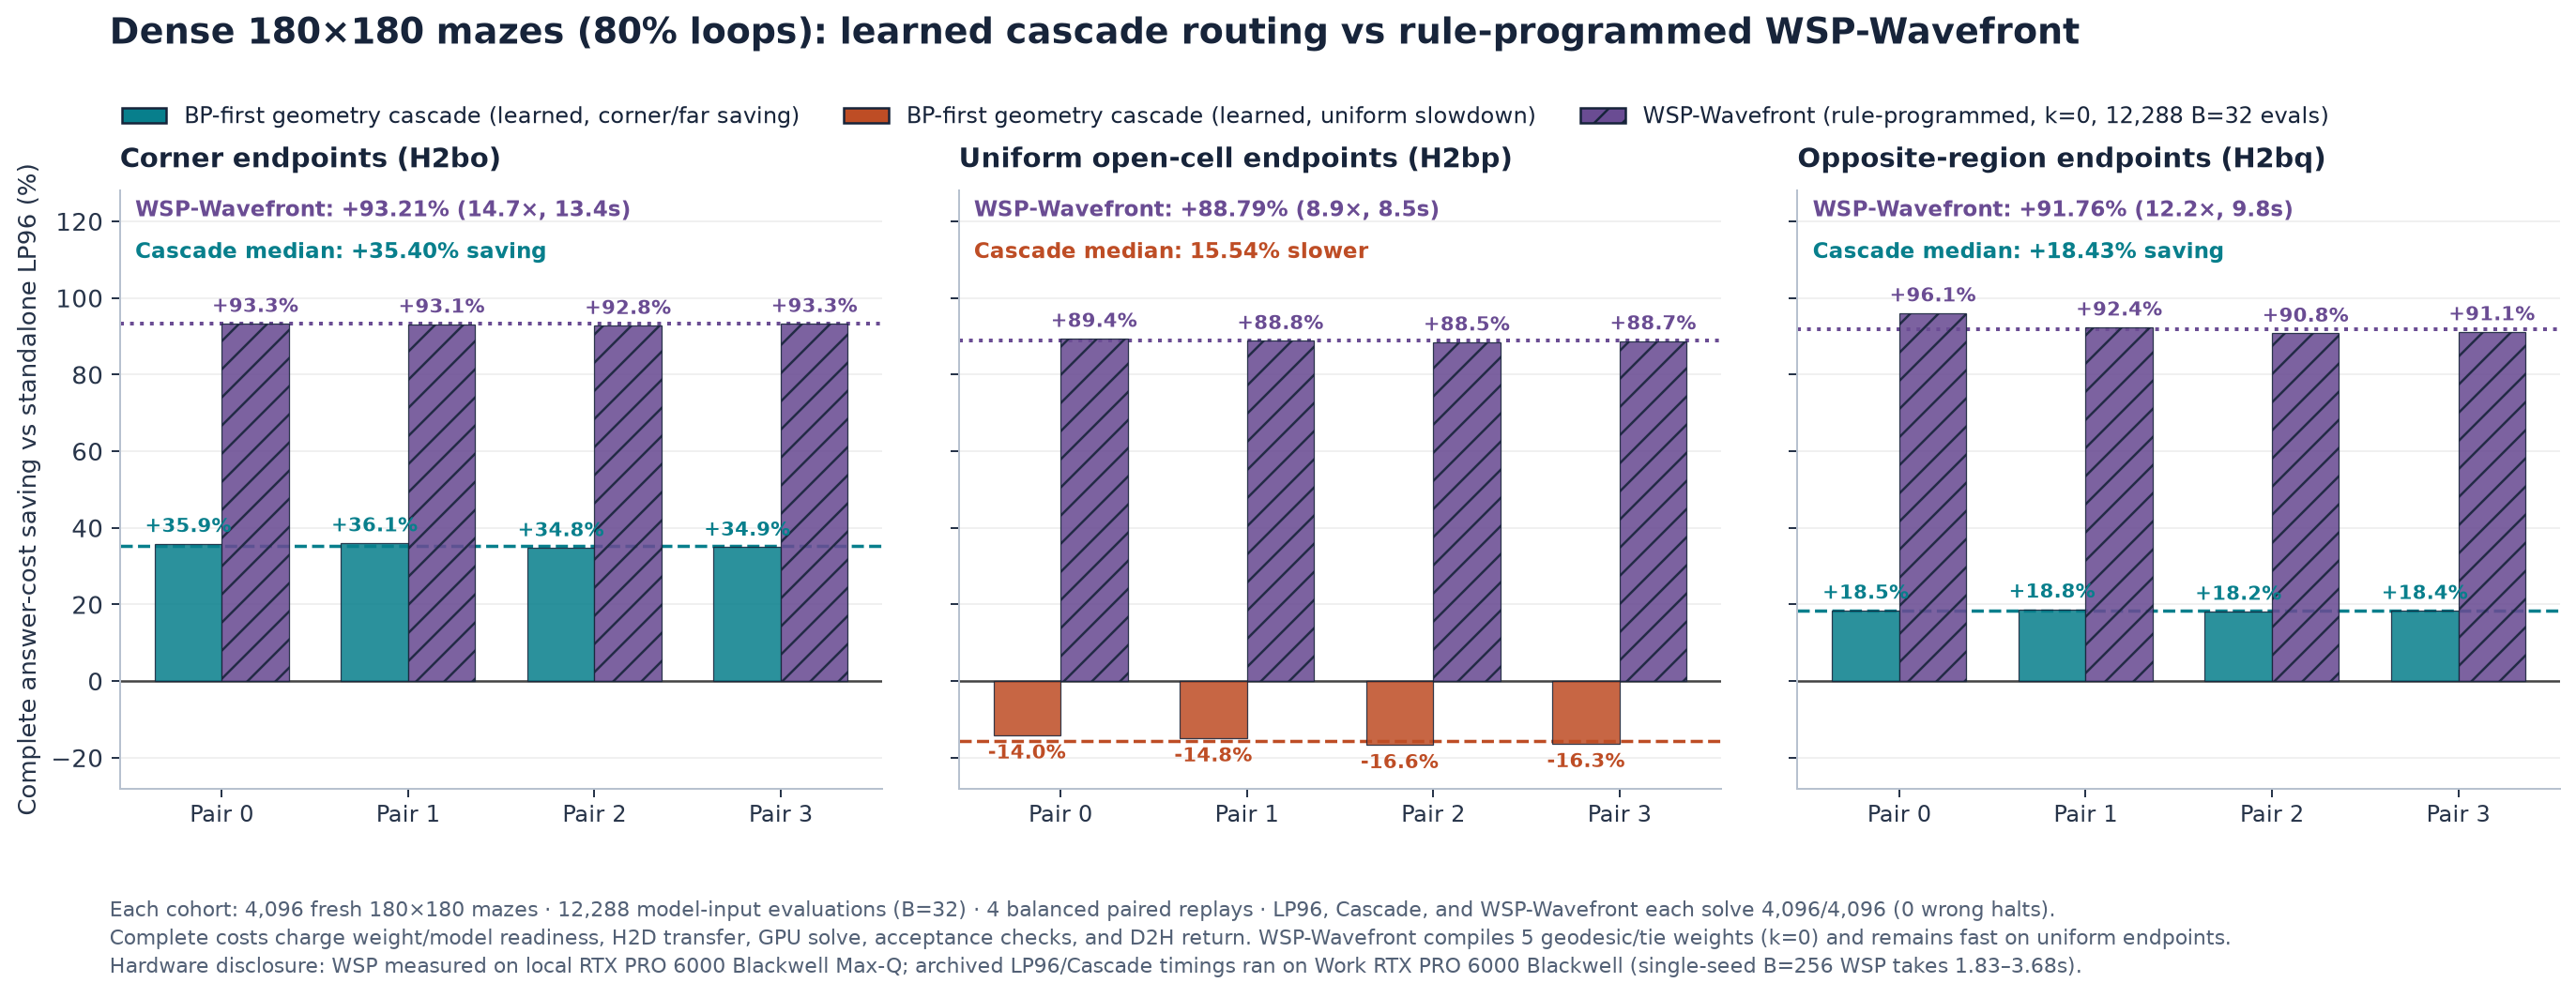 Dense 180×180 mazes (80% loops): learned cascade routing vs rule-programmed WSP-Wavefront
BP-first geometry cascade (learned, corner/far saving)
BP-first geometry cascade (learned, uniform slowdown)
WSP-Wavefront (rule-programmed, k=0, 12,288 B=32 evals)
Complete answer-cost saving vs standalone LP96 (%)
120
100
80
60
40
20
0
−20
Corner endpoints (H2bo)
WSP-Wavefront: +93.21% (14.7×, 13.4s)
Cascade median: +35.40% saving
+93.3%
+93.1%
+92.8%
+93.3%
+35.9%
+36.1%
+34.8%
+34.9%
Pair 0
Pair 1
Pair 2
Pair 3
Uniform open-cell endpoints (H2bp)
WSP-Wavefront: +88.79% (8.9×, 8.5s)
Cascade median: 15.54% slower
+89.4%
+88.8%
+88.5%
+88.7%
-14.0%
-14.8%
-16.6%
-16.3%
Pair 0
Pair 1
Pair 2
Pair 3
Opposite-region endpoints (H2bq)
WSP-Wavefront: +91.76% (12.2×, 9.8s)
Cascade median: +18.43% saving
+96.1%
+92.4%
+90.8%
+91.1%
+18.5%
+18.8%
+18.2%
+18.4%
Pair 0
Pair 1
Pair 2
Pair 3
Each cohort: 4,096 fresh 180×180 mazes · 12,288 model-input evaluations (B=32) · 4 balanced paired replays · LP96, Cascade, and WSP-Wavefront each solve 4,096/4,096 (0 wrong halts).
Complete costs charge weight/model readiness, H2D transfer, GPU solve, acceptance checks, and D2H return. WSP-Wavefront compiles 5 geodesic/tie weights (k=0) and remains fast on uniform endpoints.
Hardware disclosure: WSP measured on local RTX PRO 6000 Blackwell Max-Q; archived LP96/Cascade timings ran on Work RTX PRO 6000 Blackwell (single-seed B=256 WSP takes 1.83–3.68s).